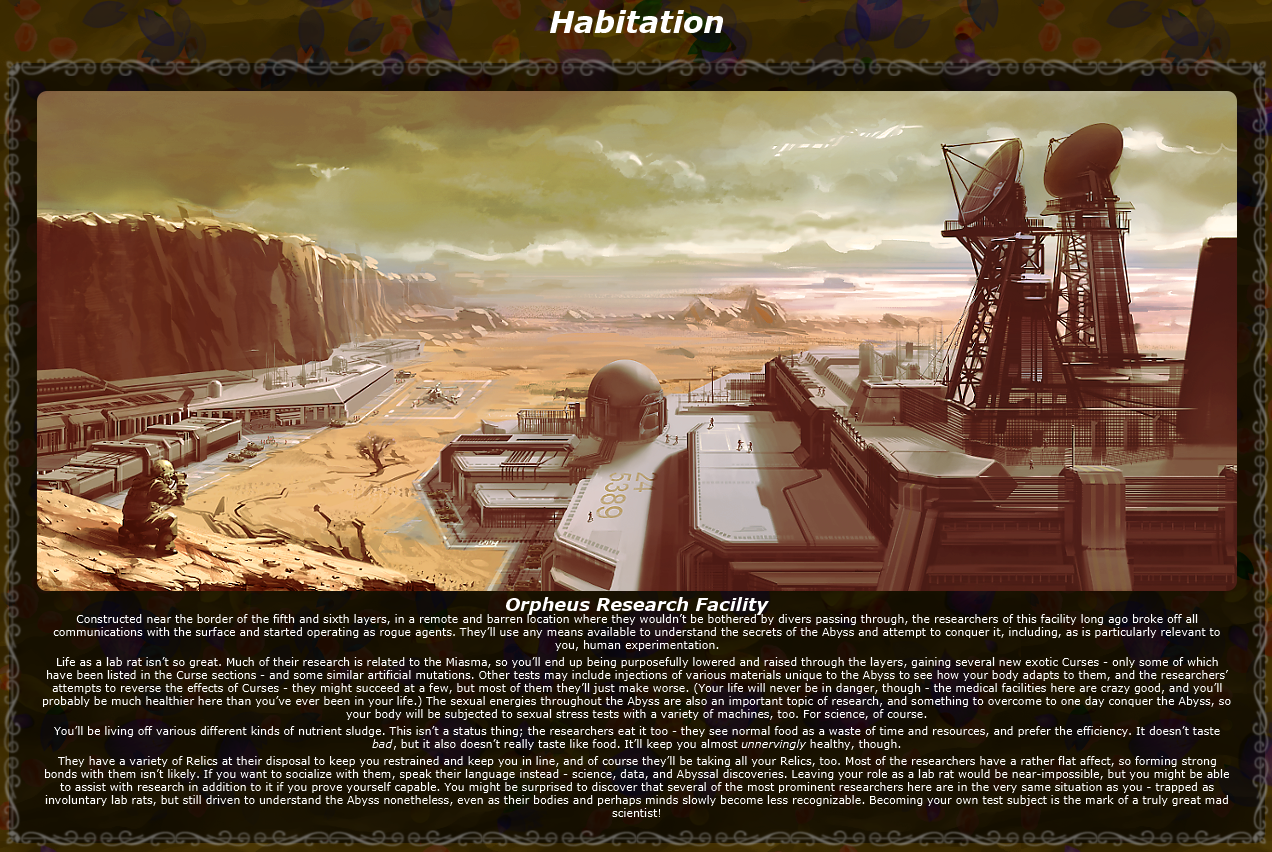 Habitation
24
5389
Orpheus Research Facility
Constructed near the border of the fifth and sixth layers, in a remote and barren location where they wouldn’t be bothered by divers passing through, the researchers of this facility long ago broke off all
communications with the surface and started operating as rogue agents. They’ll use any means available to understand the secrets of the Abyss and attempt to conquer it, including, as is particularly relevant to
you, human experimentation.
Life as a lab rat isn’t so great. Much of their research is related to the Miasma, so you’ll end up being purposefully lowered and raised through the layers, gaining several new exotic Curses - only some of which
have been listed in the Curse sections - and some similar artificial mutations. Other tests may include injections of various materials unique to the Abyss to see how your body adapts to them, and the researchers’
attempts to reverse the effects of Curses - they might succeed at a few, but most of them they’ll just make worse. (Your life will never be in danger, though - the medical facilities here are crazy good, and you’ll
probably be much healthier here than you’ve ever been in your life.) The sexual energies throughout the Abyss are also an important topic of research, and something to overcome to one day conquer the Abyss, so
your body will be subjected to sexual stress tests with a variety of machines, too. For science, of course.
You’ll be living off various different kinds of nutrient sludge. This isn’t a status thing; the researchers eat it too - they see normal food as a waste of time and resources, and prefer the efficiency. It doesn’t taste
bad, but it also doesn’t really taste like food. It’ll keep you almost unnervingly healthy, though.
They have a variety of Relics at their disposal to keep you restrained and keep you in line, and of course they’ll be taking all your Relics, too. Most of the researchers have a rather flat affect, so forming strong
bonds with them isn’t likely. If you want to socialize with them, speak their language instead - science, data, and Abyssal discoveries. Leaving your role as a lab rat would be near-impossible, but you might be able
to assist with research in addition to it if you prove yourself capable. You might be surprised to discover that several of the most prominent researchers here are in the very same situation as you - trapped as
involuntary lab rats, but still driven to understand the Abyss nonetheless, even as their bodies and perhaps minds slowly become less recognizable. Becoming your own test subject is the mark of a truly great mad
scientist!